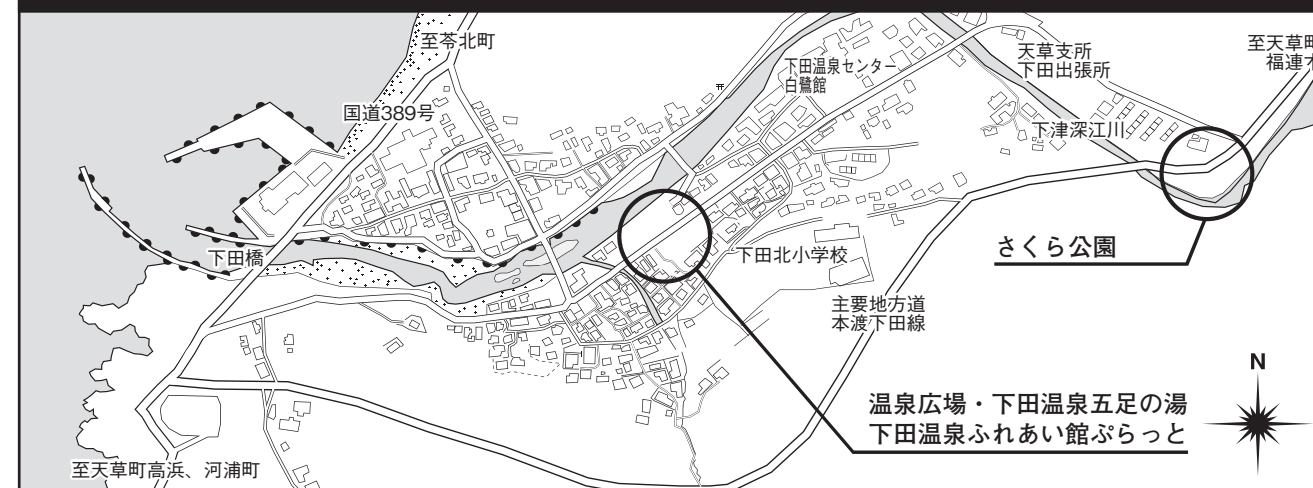 至苓北町
国道389号
下田温泉センター
白鷺館
天草支所
下田出張所
至天草町
福連木
下津深江川
下田橋
下田北小学校
さくら公園
主要地方道
本渡下田線
N
温泉広場・下田温泉五足の湯
下田温泉ふれあい館ぷらっと
至天草町高浜、河浦町